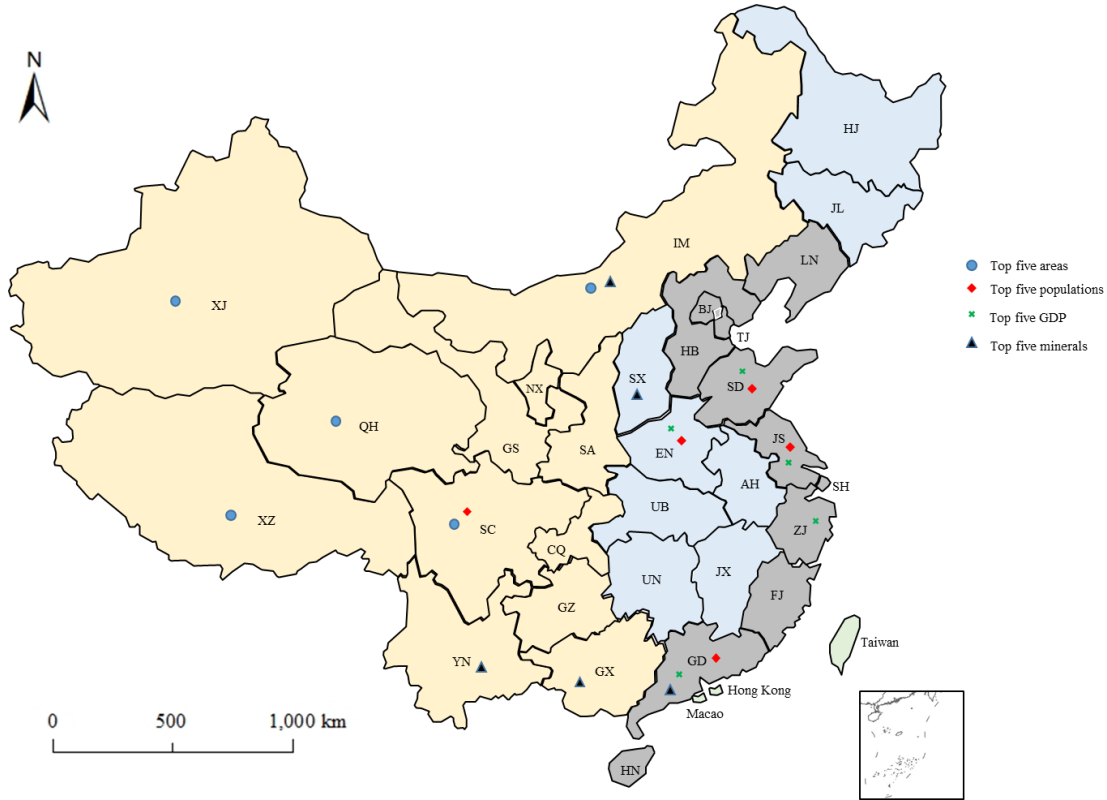 N
HJ
JL
IM
LN
Top five areas
Top five populations
Top five GDP
Top five minerals
XJ
BJ
TJ
HB
SX
NX
SD
QH
GS
SA
EN
JS
AH
SH
XZ
SC
UB
ZJ
CQ
UN
JX
FJ
GZ
YN
GX
GD
Taiwan
Hong Kong
Macao
0 500 1,000 km
HN